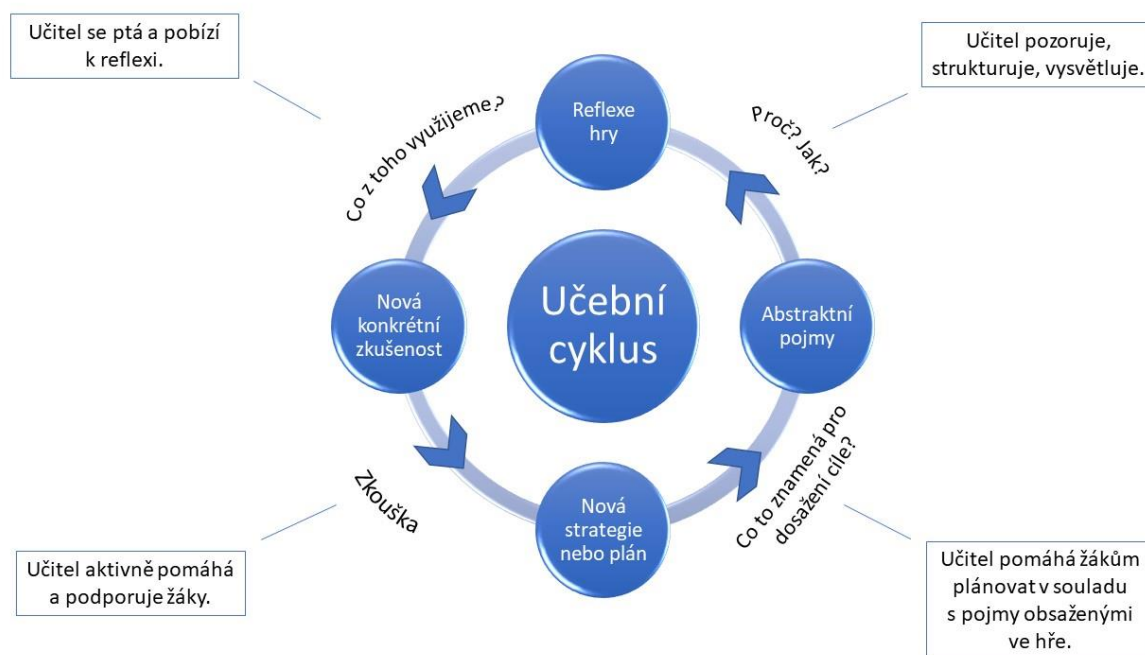 Učitel se ptá a pobízí
k reflexi.
Učitel pozoruje,
strukturuje, vysvětluje.
Co z toho využijeme?
Reflexe
hry
Proč? Jak?
Nová
konkrétní
zkušenost
Učební
cyklus
Abstraktní
pojmy
Zkouška
Nová
strategie
nebo plán
Co to znamená pro
dosažení cíle?
Učitel aktivně pomáhá
a podporuje žáky.
Učitel pomáhá žákům
plánovat v souladu
s pojmy obsaženými
ve hře.